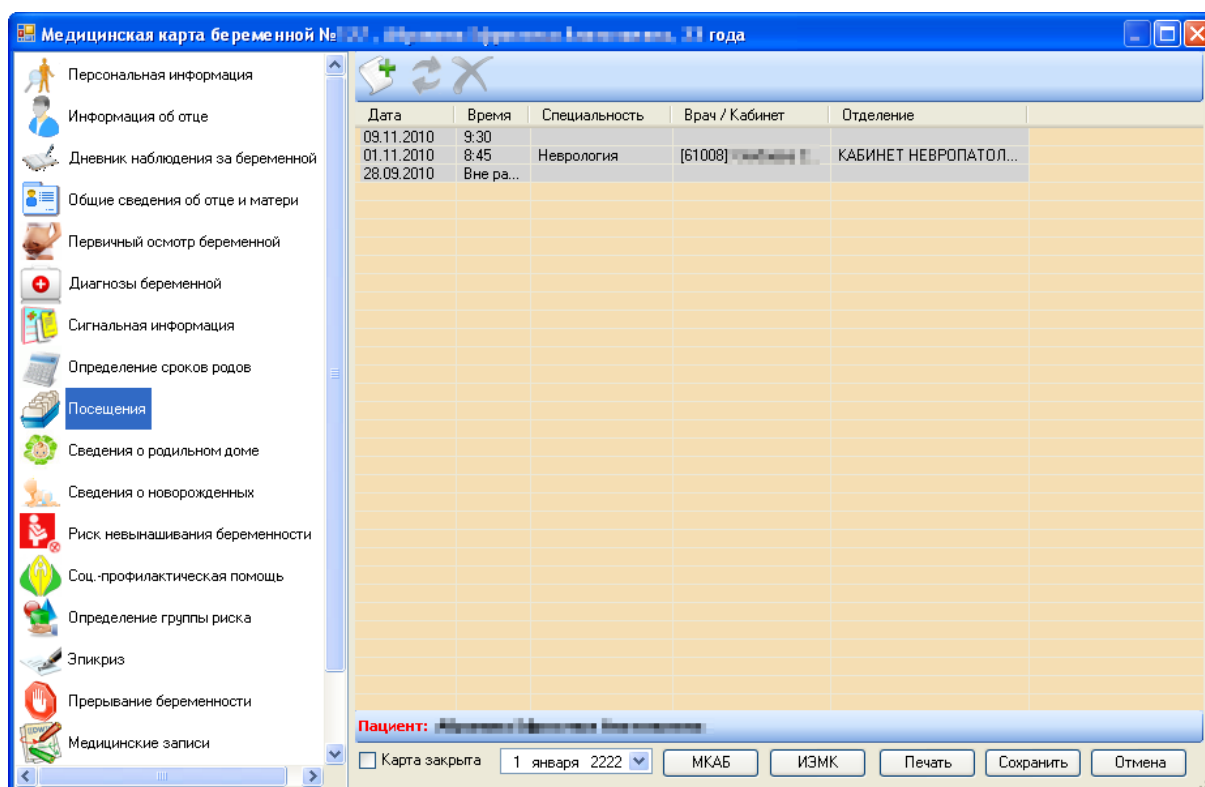 Медицинская карта беременной № года
Персональная информация
Информация об отце
Дневник наблюдения за беременной
Общие сведения об отце и матери
Первичный осмотр беременной
Диагнозы беременной
Сигнальная информация
Определение сроков родов
Посещения
Сведения о родильном доме
Сведения о новорожденных
Риск невынашивания беременности
Соц.-профилактическая помощь
Определение группы риска
Эпикриз
Прерывание беременности
Медицинские записи
Дата Время Специальность Врач / Кабинет Отделение
09.11.2010 9:30
01.11.2010 8:45 Неврология [61008] КАБИНЕТ НЕВРОПАТОЛ...
28.09.2010 Вне ра...
Пациент:
Карта закрыта 1 января 2222 МКАБ ИЗМК Печать Сохранить Отмена